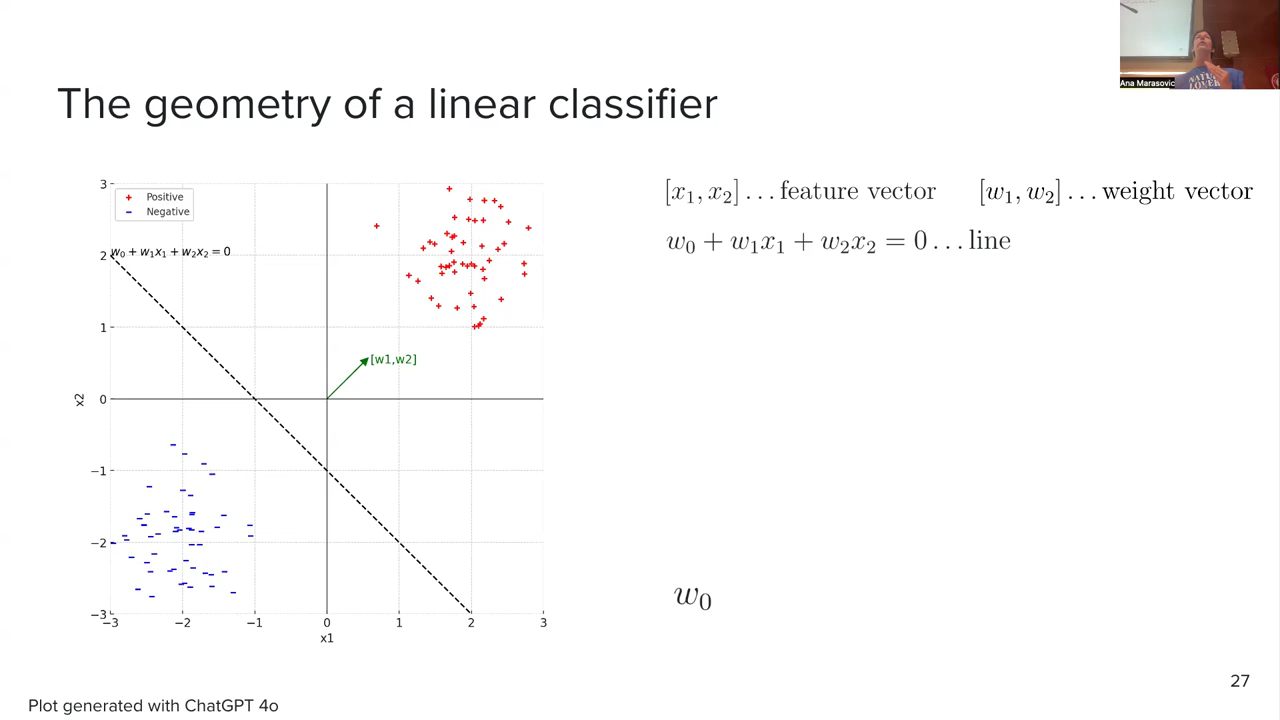 Ana Marasovic
The geometry of a linear classifier
Positive
Negative
w₀ + w₁x₁ + w₂x₂ = 0
[w1,w2]
3
2
1
0
−1
−2
−3
x2
−3
−2
−1
0
1
2
3
x1
[x₁, x₂] … feature vector
[w₁, w₂] … weight vector
w₀ + w₁x₁ + w₂x₂ = 0 … line
w₀
27
Plot generated with ChatGPT 4o